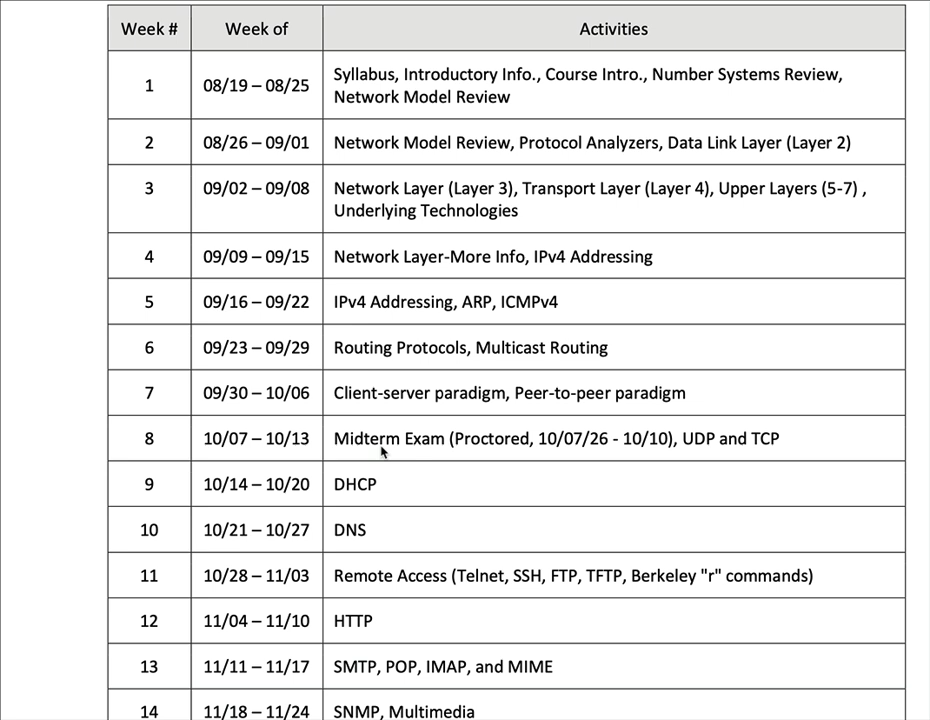 Week # Week of Activities
1 08/19 – 08/25 Syllabus, Introductory Info., Course Intro., Number Systems Review,
Network Model Review
2 08/26 – 09/01 Network Model Review, Protocol Analyzers, Data Link Layer (Layer 2)
3 09/02 – 09/08 Network Layer (Layer 3), Transport Layer (Layer 4), Upper Layers (5-7) ,
Underlying Technologies
4 09/09 – 09/15 Network Layer-More Info, IPv4 Addressing
5 09/16 – 09/22 IPv4 Addressing, ARP, ICMPv4
6 09/23 – 09/29 Routing Protocols, Multicast Routing
7 09/30 – 10/06 Client-server paradigm, Peer-to-peer paradigm
8 10/07 – 10/13 Midterm Exam (Proctored, 10/07/26 - 10/10), UDP and TCP
9 10/14 – 10/20 DHCP
10 10/21 – 10/27 DNS
11 10/28 – 11/03 Remote Access (Telnet, SSH, FTP, TFTP, Berkeley "r" commands)
12 11/04 – 11/10 HTTP
13 11/11 – 11/17 SMTP, POP, IMAP, and MIME
14 11/18 – 11/24 SNMP, Multimedia